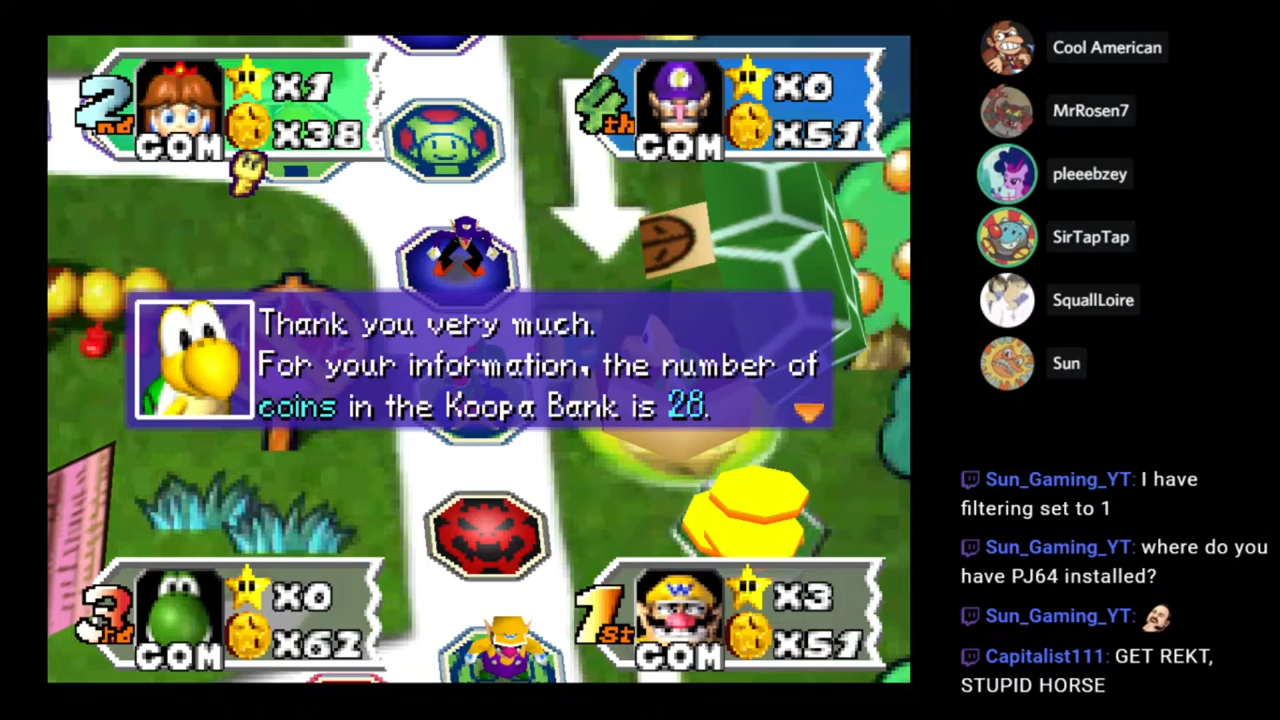 2nd
X1
X38
COM
4th
X0
X51
COM
Thank you very much.
For your information, the number of
coins in the Koopa Bank is 28.
3rd
X0
X62
COM
1st
X3
X51
COM
Cool American
MrRosen7
pleeebzey
SirTapTap
SquallLoire
Sun
Sun_Gaming_YT: I have
filtering set to 1
Sun_Gaming_YT: where do you
have PJ64 installed?
Sun_Gaming_YT:
Capitalist111: GET REKT,
STUPID HORSE